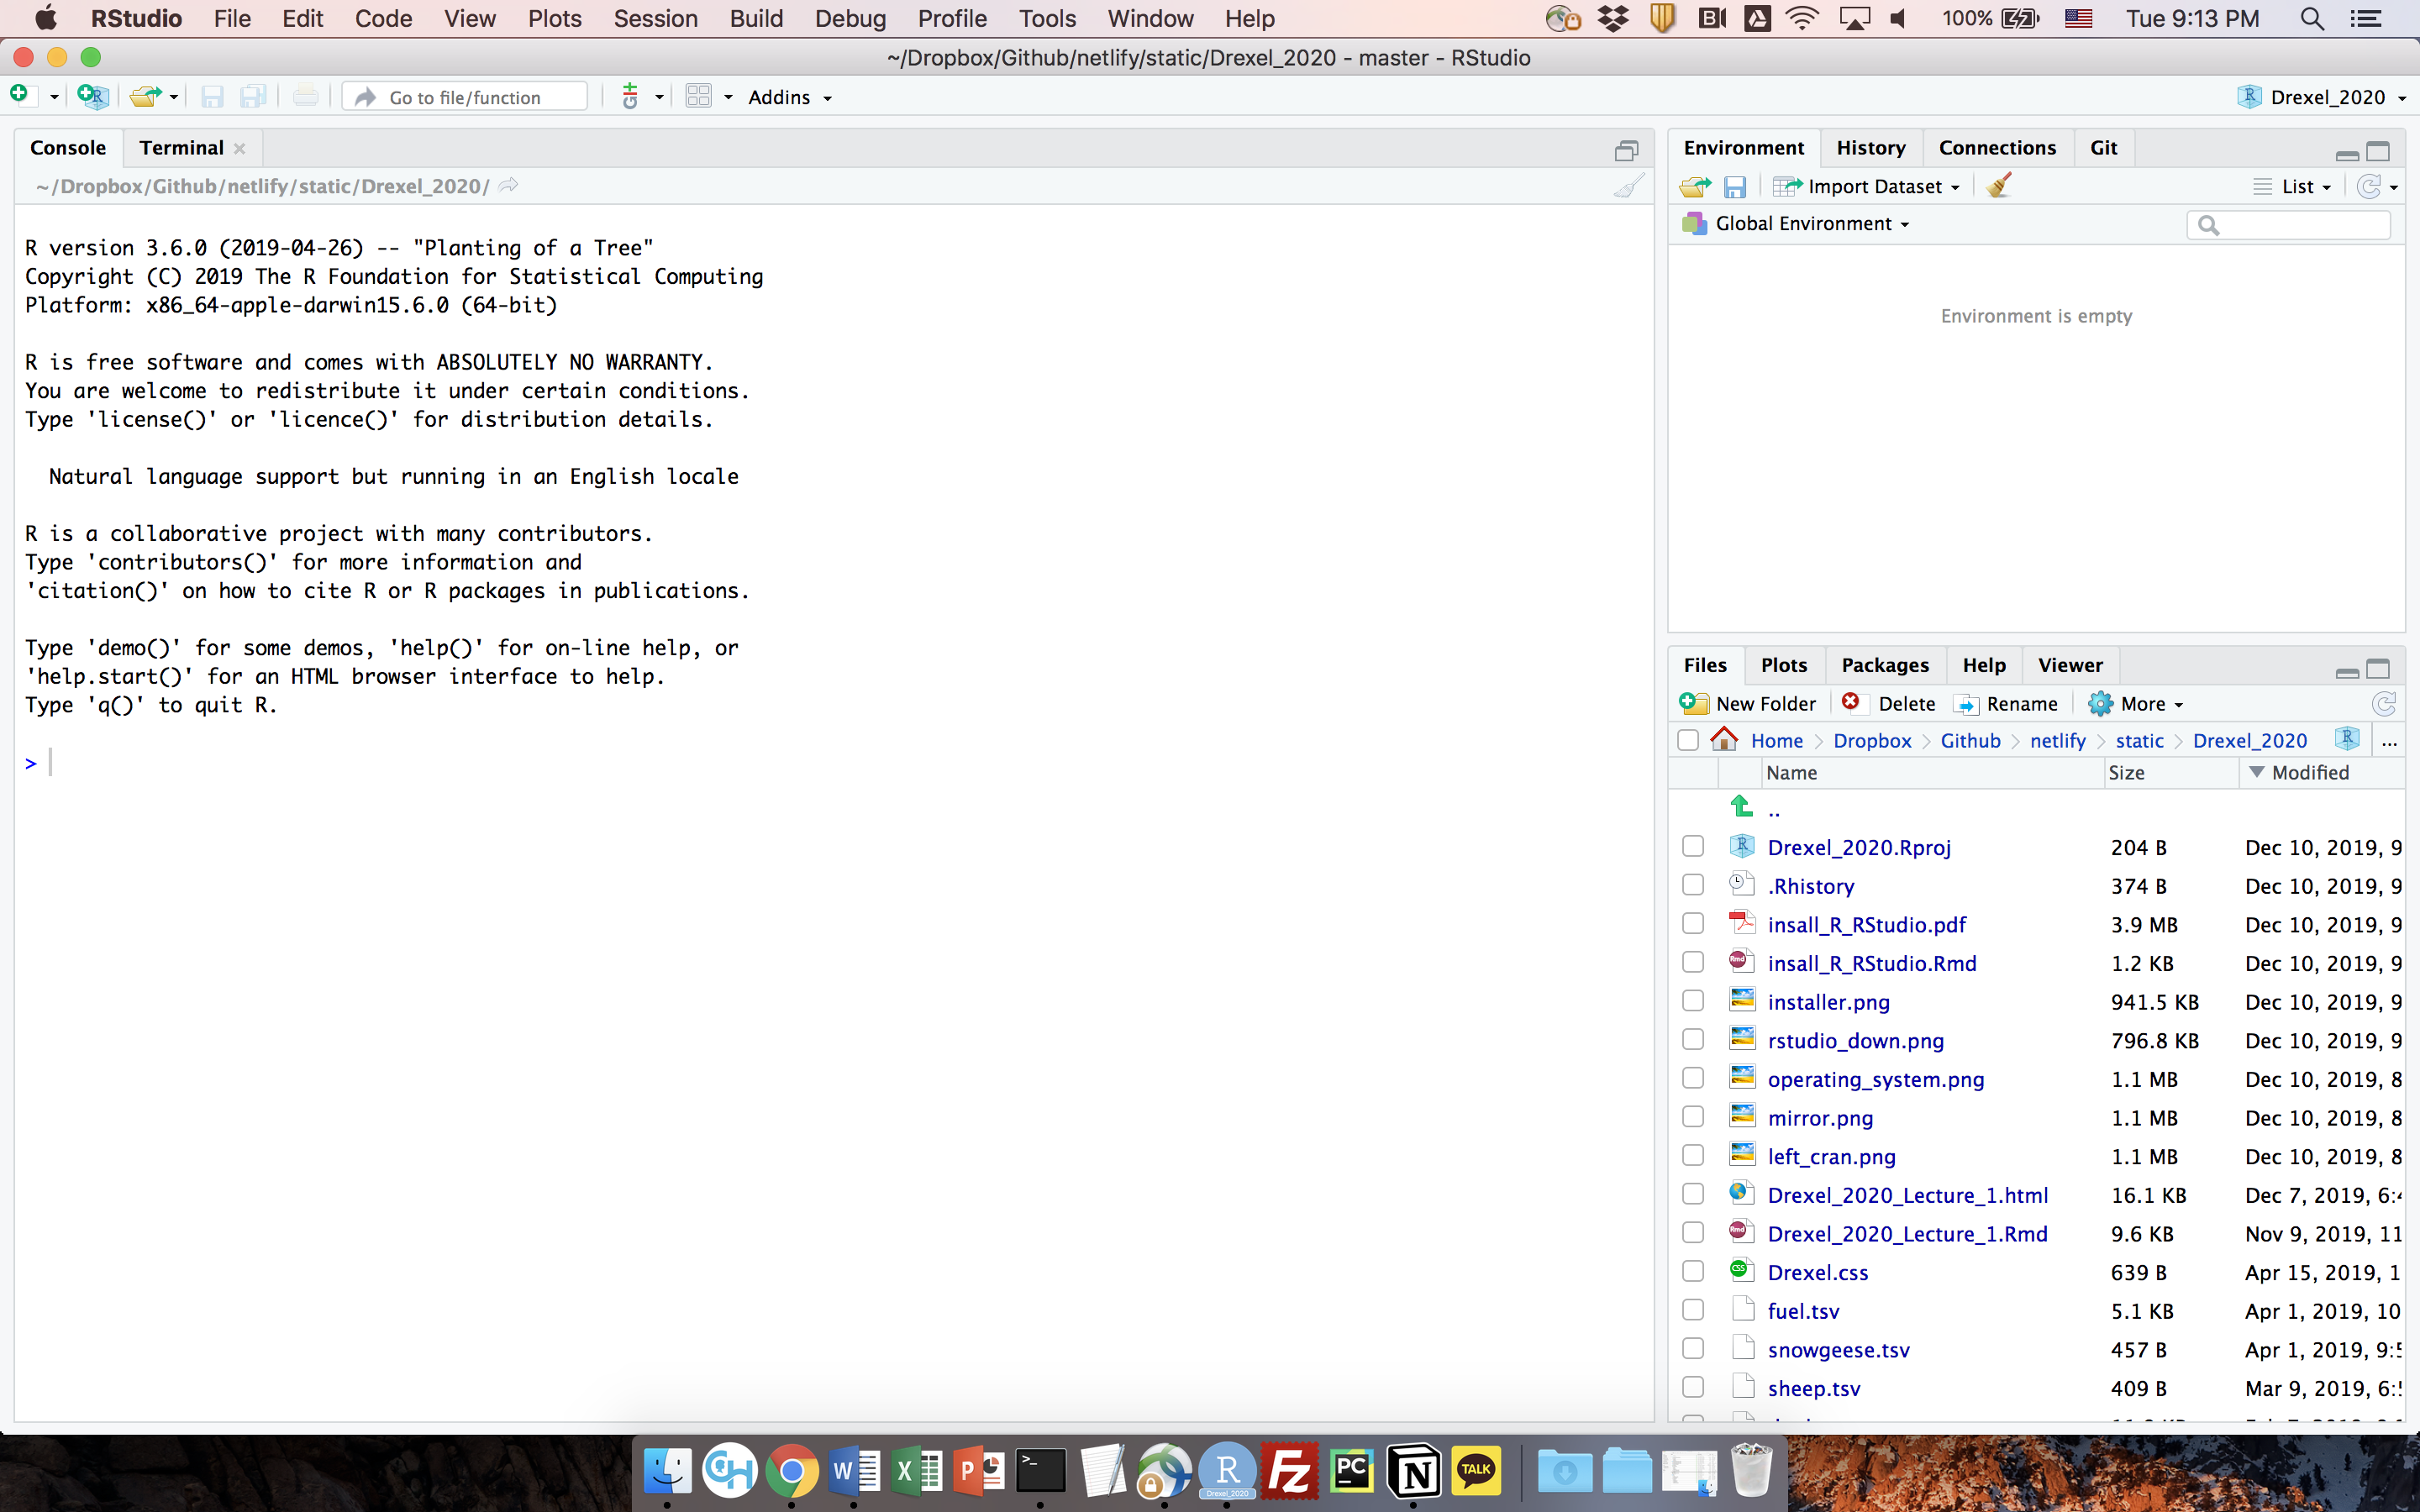 RStudio File Edit Code View Plots Session Build Debug Profile Tools Window Help 100% Tue 9:13 PM
~/Dropbox/Github/netlify/static/Drexel_2020 - master - RStudio
Go to file/function Addins Drexel_2020
Console Terminal
~/Dropbox/Github/netlify/static/Drexel_2020/
R version 3.6.0 (2019-04-26) -- "Planting of a Tree"
Copyright (C) 2019 The R Foundation for Statistical Computing
Platform: x86_64-apple-darwin15.6.0 (64-bit)
R is free software and comes with ABSOLUTELY NO WARRANTY.
You are welcome to redistribute it under certain conditions.
Type 'license()' or 'licence()' for distribution details.
Natural language support but running in an English locale
R is a collaborative project with many contributors.
Type 'contributors()' for more information and
'citation()' on how to cite R or R packages in publications.
Type 'demo()' for some demos, 'help()' for on-line help, or
'help.start()' for an HTML browser interface to help.
Type 'q()' to quit R.
>
Environment History Connections Git
Import Dataset List
Global Environment
Environment is empty
Files Plots Packages Help Viewer
New Folder Delete Rename More
Home Dropbox Github netlify static Drexel_2020 ...
Name Size Modified
..
Drexel_2020.Rproj 204 B Dec 10, 2019, 9
.Rhistory 374 B Dec 10, 2019, 9
insall_R_RStudio.pdf 3.9 MB Dec 10, 2019, 9
insall_R_RStudio.Rmd 1.2 KB Dec 10, 2019, 9
installer.png 941.5 KB Dec 10, 2019, 9
rstudio_down.png 796.8 KB Dec 10, 2019, 9
operating_system.png 1.1 MB Dec 10, 2019, 8
mirror.png 1.1 MB Dec 10, 2019, 8
left_cran.png 1.1 MB Dec 10, 2019, 8
Drexel_2020_Lecture_1.html 16.1 KB Dec 7, 2019, 6:4
Drexel_2020_Lecture_1.Rmd 9.6 KB Nov 9, 2019, 11
Drexel.css 639 B Apr 15, 2019, 1
fuel.tsv 5.1 KB Apr 1, 2019, 10
snowgeese.tsv 457 B Apr 1, 2019, 9:5
sheep.tsv 409 B Mar 9, 2019, 6:
W X P R Drexel_2020 Fz PC N TALK